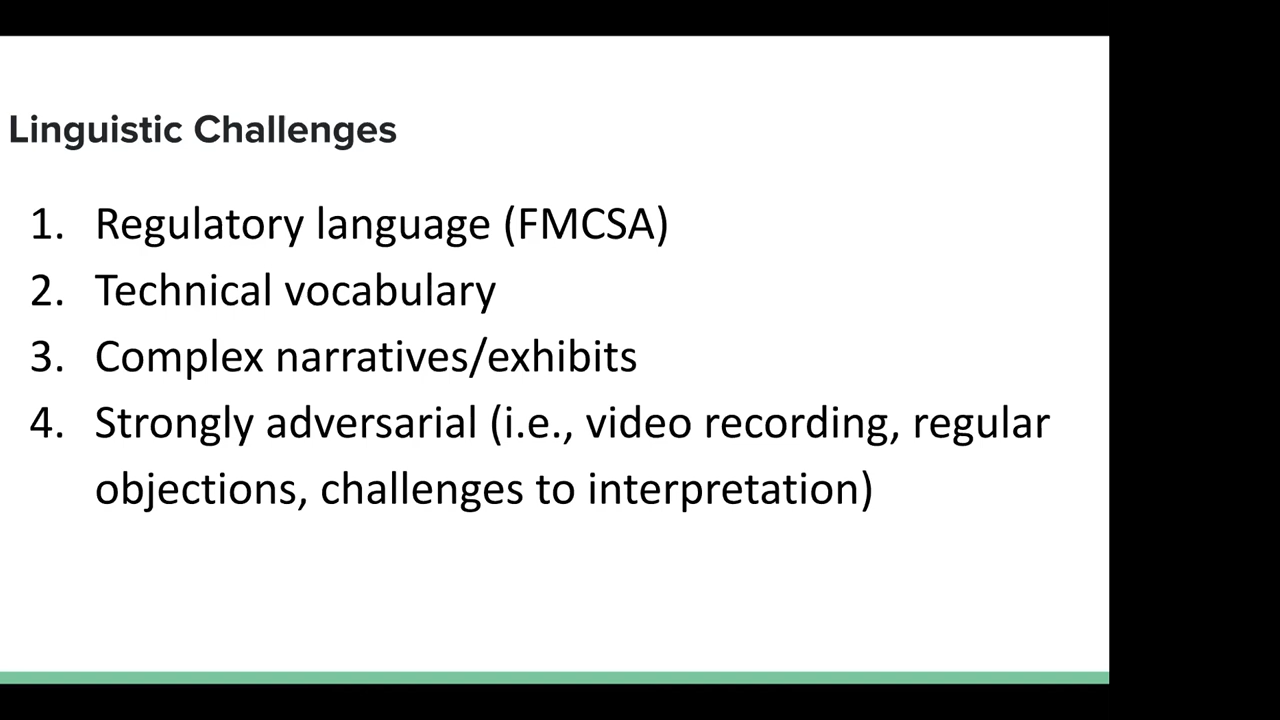 Linguistic Challenges
1. Regulatory language (FMCSA)
2. Technical vocabulary
3. Complex narratives/exhibits
4. Strongly adversarial (i.e., video recording, regular
objections, challenges to interpretation)